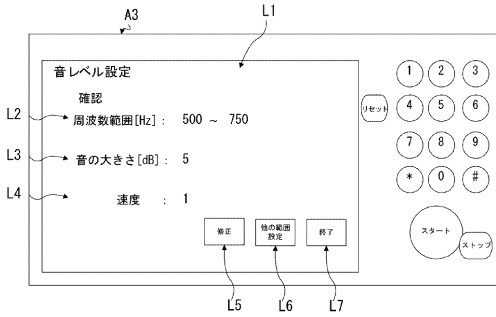 A3
L1
音レベル設定
確認
L2 周波数範囲[Hz] : 500 ~ 750
L3 音の大きさ[dB] : 5
L4 速度 : 1
修正 他の範囲 終了
設定
L5 L6 L7
リセット
1 2 3
4 5 6
7 8 9
* 0 #
スタート
ストップ